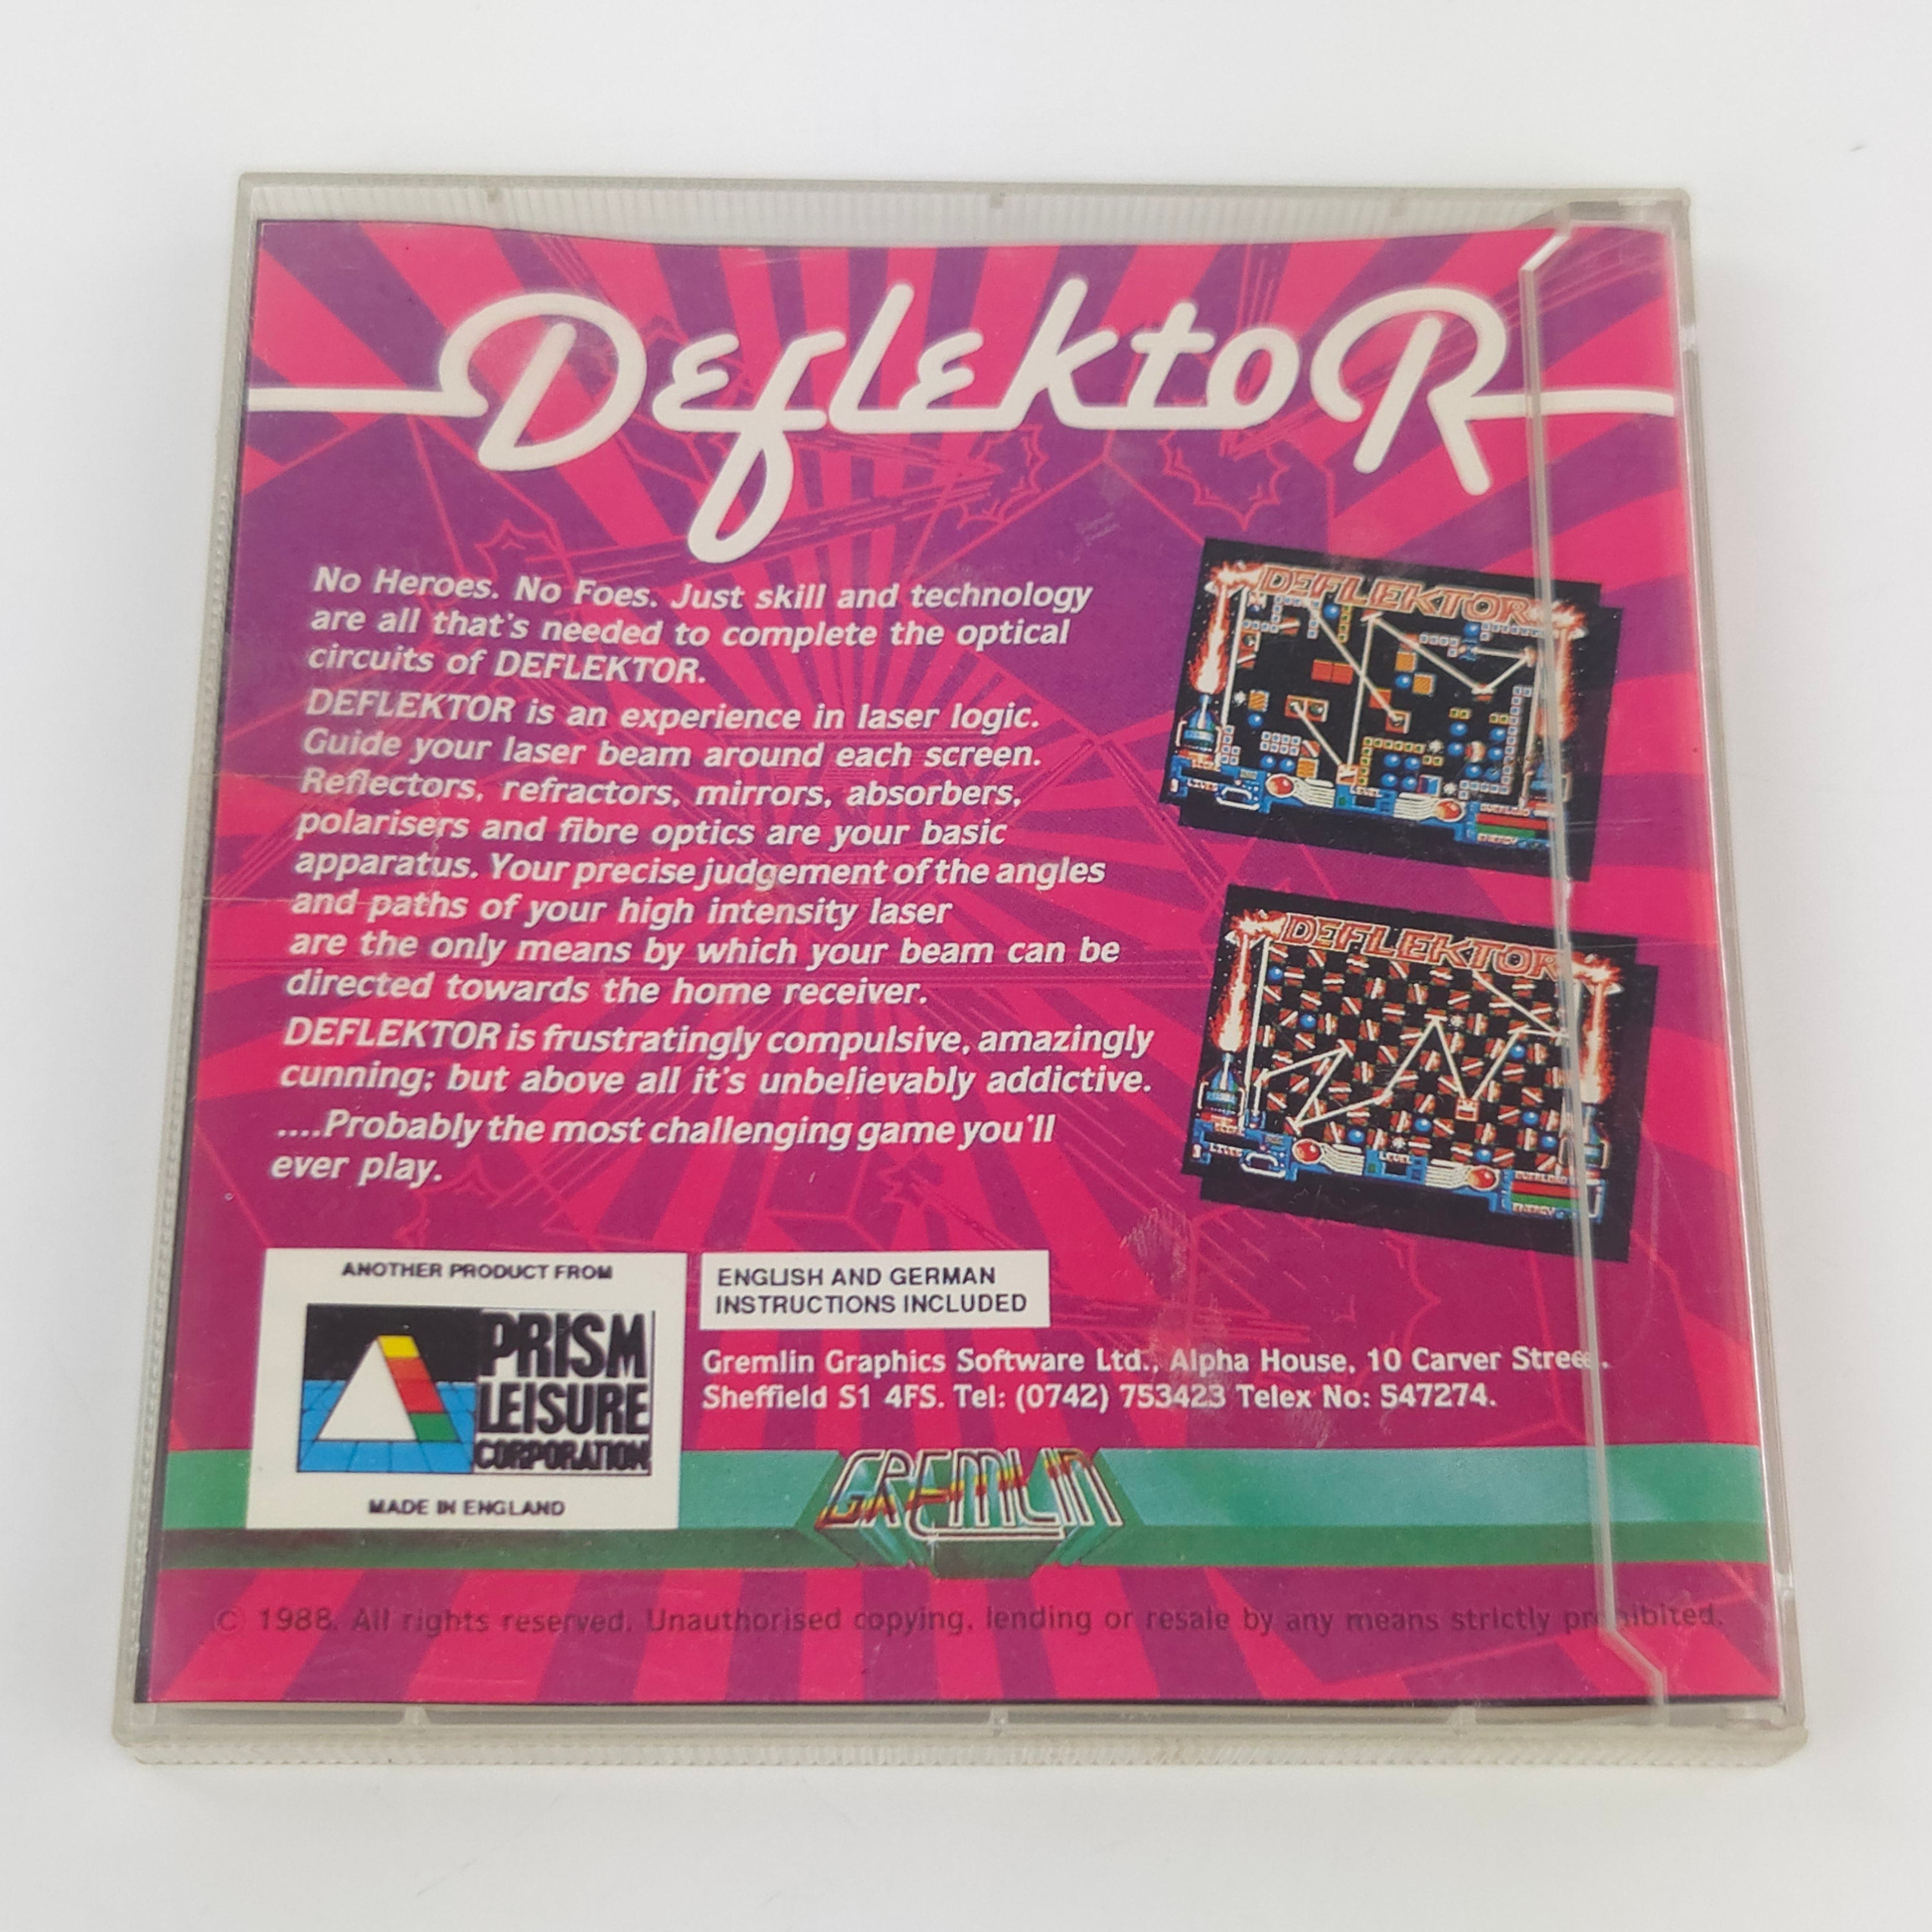 DeflektoR
No Heroes. No Foes. Just skill and technology
are all that's needed to complete the optical
circuits of DEFLEKTOR.
DEFLEKTOR is an experience in laser logic.
Guide your laser beam around each screen.
Reflectors, refractors, mirrors, absorbers,
polarisers and fibre optics are your basic
apparatus. Your precise judgement of the angles
and paths of your high intensity laser
are the only means by which your beam can be
directed towards the home receiver.
DEFLEKTOR is frustratingly compulsive, amazingly
cunning; but above all it's unbelievably addictive.
....Probably the most challenging game you'll
ever play.
DEFLEKTOR
LEVEL
ENERGY
DEFLEKTOR
LEVEL
OVERLOAD
ENERGY
ANOTHER PRODUCT FROM
PRISM
LEISURE
CORPORATION
MADE IN ENGLAND
ENGLISH AND GERMAN
INSTRUCTIONS INCLUDED
Gremlin Graphics Software Ltd., Alpha House, 10 Carver Street,
Sheffield S1 4FS. Tel: (0742) 753423 Telex No: 547274.
GREMLIN
© 1988. All rights reserved. Unauthorised copying, lending or resale by any means strictly prohibited.